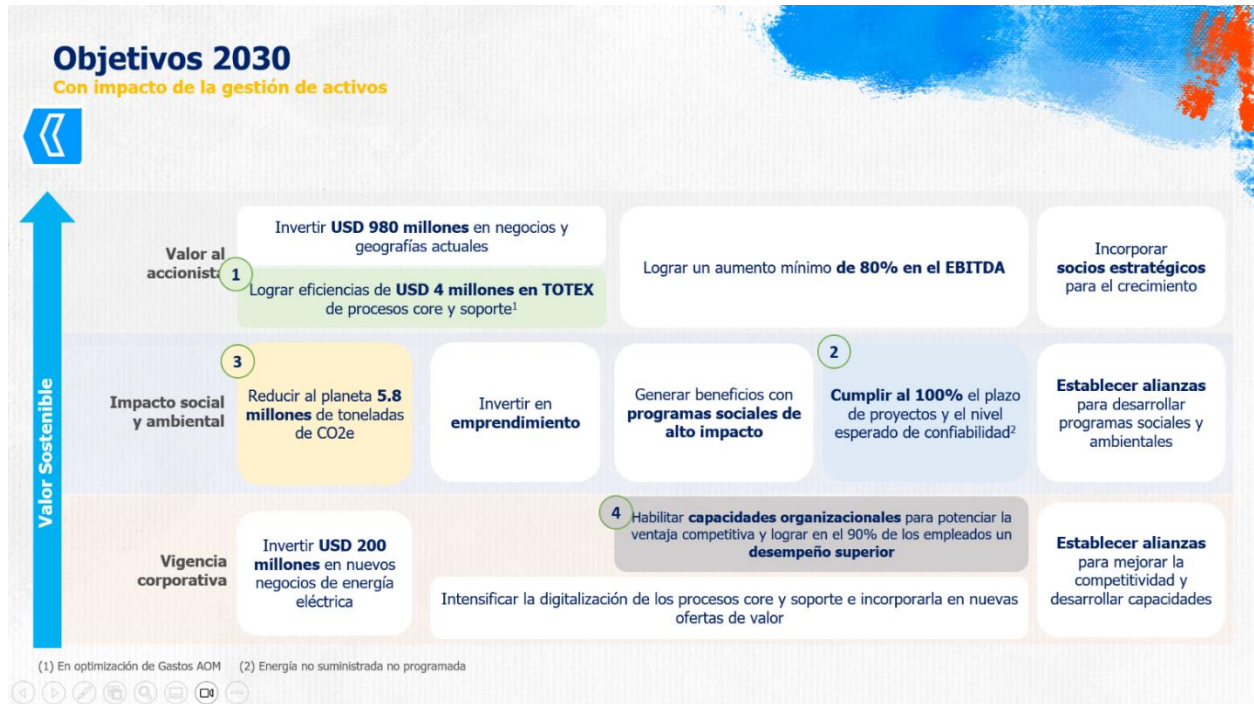 Objetivos 2030
Con impacto de la gestión de activos
Valor Sostenible
Valor al
accionista
Invertir USD 980 millones en negocios y
geografías actuales
1
Lograr eficiencias de USD 4 millones en TOTEX
de procesos core y soporte¹
Lograr un aumento mínimo de 80% en el EBITDA
Incorporar
socios estratégicos
para el crecimiento
Impacto social
y ambiental
3
Reducir al planeta 5.8
millones de toneladas
de CO2e
Invertir en
emprendimiento
Generar beneficios con
programas sociales de
alto impacto
2
Cumplir al 100% el plazo
de proyectos y el nivel
esperado de confiabilidad²
Establecer alianzas
para desarrollar
programas sociales y
ambientales
Vigencia
corporativa
Invertir USD 200
millones en nuevos
negocios de energía
eléctrica
4
Habilitar capacidades organizacionales para potenciar la
ventaja competitiva y lograr en el 90% de los empleados un
desempeño superior
Intensificar la digitalización de los procesos core y soporte e incorporarla en nuevas
ofertas de valor
Establecer alianzas
para mejorar la
competitividad y
desarrollar capacidades
(1) En optimización de Gastos AOM (2) Energía no suministrada no programada